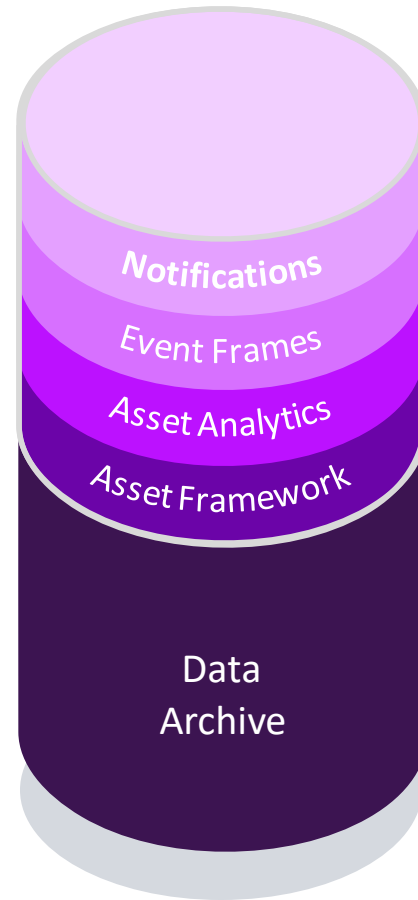 Notifications
Event Frames
Asset Analytics
Asset Framework
Data
Archive